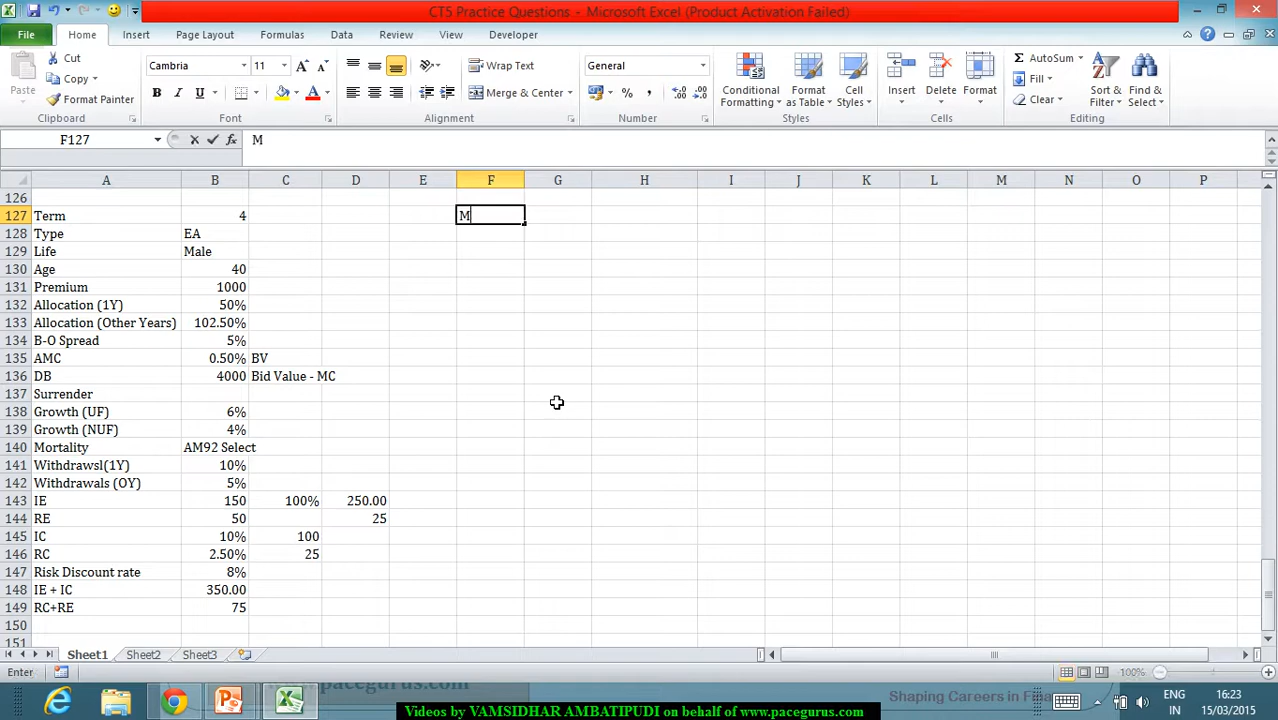 CT5 Practice Questions - Microsoft Excel (Product Activation Failed)
File Home Insert Page Layout Formulas Data Review View Developer
Paste Cut Copy Format Painter Clipboard
Cambria 11 B I U A A A Font
Wrap Text Merge & Center Alignment
General % , Number
Conditional Formatting Format as Table Cell Styles Styles
Insert Delete Format Cells
Σ AutoSum Fill Clear Sort & Filter Find & Select Editing
F127 fx M
A B C D E F G H I J K L M N O P
126
127 Term 4 M
128 Type EA
129 Life Male
130 Age 40
131 Premium 1000
132 Allocation (1Y) 50%
133 Allocation (Other Years) 102.50%
134 B-O Spread 5%
135 AMC 0.50% BV
136 DB 4000 Bid Value - MC
137 Surrender
138 Growth (UF) 6%
139 Growth (NUF) 4%
140 Mortality AM92 Select
141 Withdrawsl(1Y) 10%
142 Withdrawals (OY) 5%
143 IE 150 100% 250.00
144 RE 50 25
145 IC 10% 100
146 RC 2.50% 25
147 Risk Discount rate 8%
148 IE + IC 350.00
149 RC+RE 75
150
151
Sheet1 Sheet2 Sheet3
Enter 100%
www.pacegurus.com Shaping Careers in Fin
ENG IN 16:23 15/03/2015
Videos by VAMSIDHAR AMBATIPUDI on behalf of www.pacegurus.com